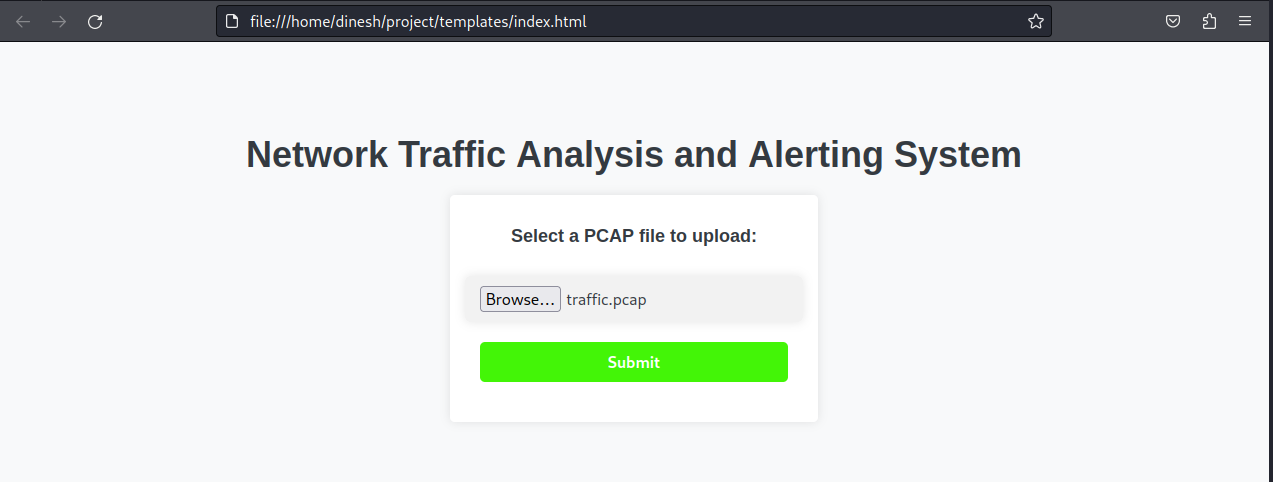 file:///home/dinesh/project/templates/index.html
Network Traffic Analysis and Alerting System
Select a PCAP file to upload:
Browse... traffic.pcap
Submit